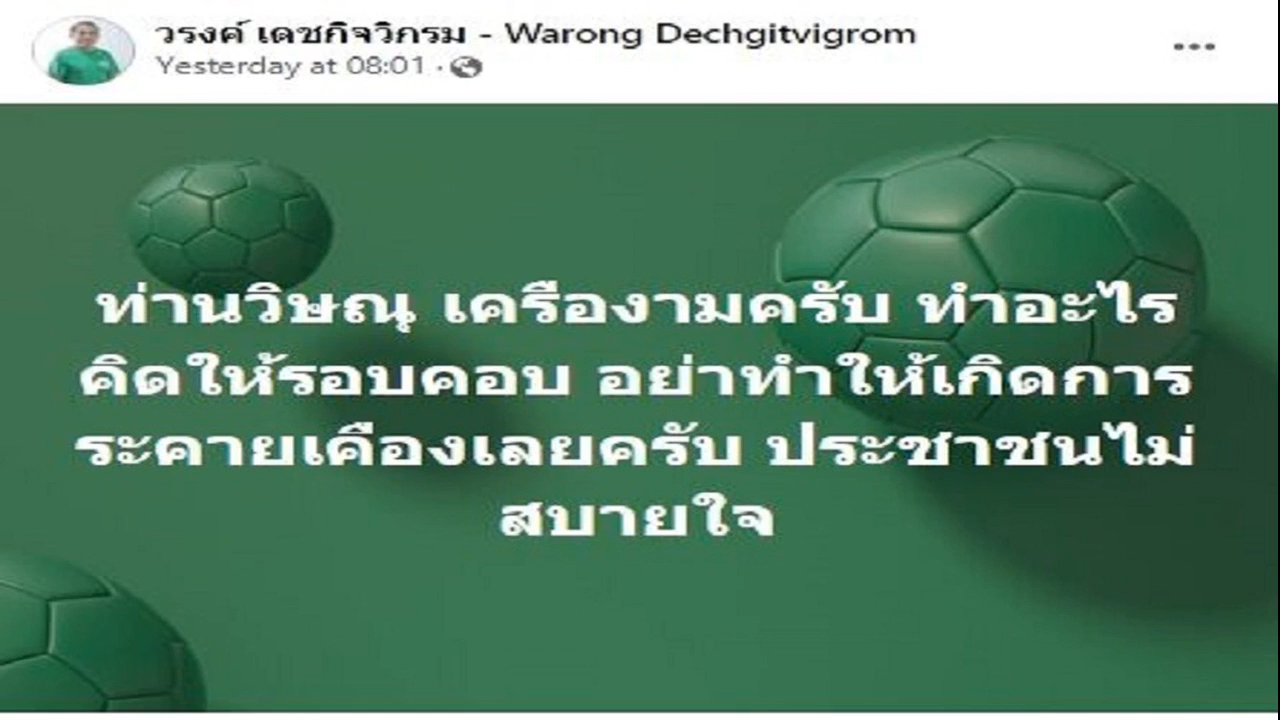 วรงค์ เดชกิจวิกรม - Warong Dechgitvigrom
Yesterday at 08:01 ·
ท่านวิษณุ เครืองามครับ ทำอะไร
คิดให้รอบคอบ อย่าทำให้เกิดการ
ระคายเคืองเลยครับ ประชาชนไม่
สบายใจ